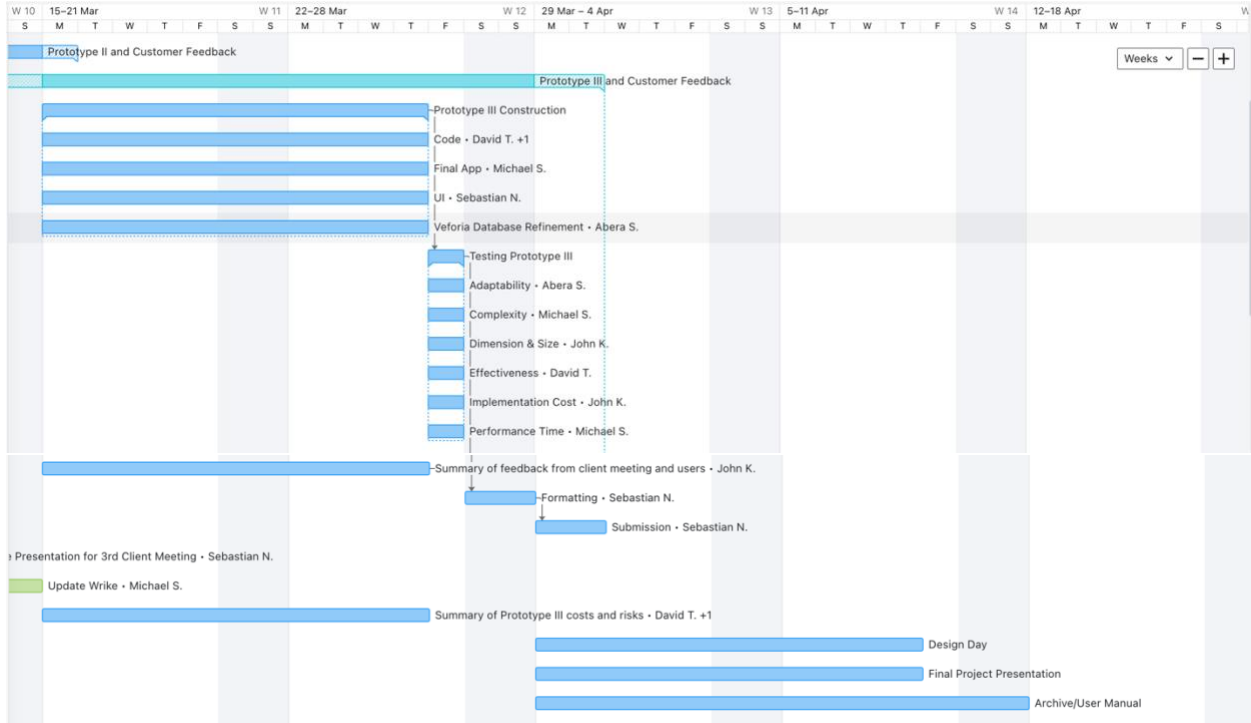 W 10 15–21 Mar W 11 22–28 Mar W 12 29 Mar – 4 Apr W 13 5–11 Apr W 14 12–18 Apr W
S M T W T F S S M T W T F S S M T W T F S S M T W T F S S M T W T F S
Prototype II and Customer Feedback
Weeks − +
Prototype III and Customer Feedback
Prototype III Construction
Code • David T. +1
Final App • Michael S.
UI • Sebastian N.
Veforia Database Refinement • Abera S.
Testing Prototype III
Adaptability • Abera S.
Complexity • Michael S.
Dimension & Size • John K.
Effectiveness • David T.
Implementation Cost • John K.
Performance Time • Michael S.
Summary of feedback from client meeting and users • John K.
Formatting • Sebastian N.
Submission • Sebastian N.
Presentation for 3rd Client Meeting • Sebastian N.
Update Wrike • Michael S.
Summary of Prototype III costs and risks • David T. +1
Design Day
Final Project Presentation
Archive/User Manual